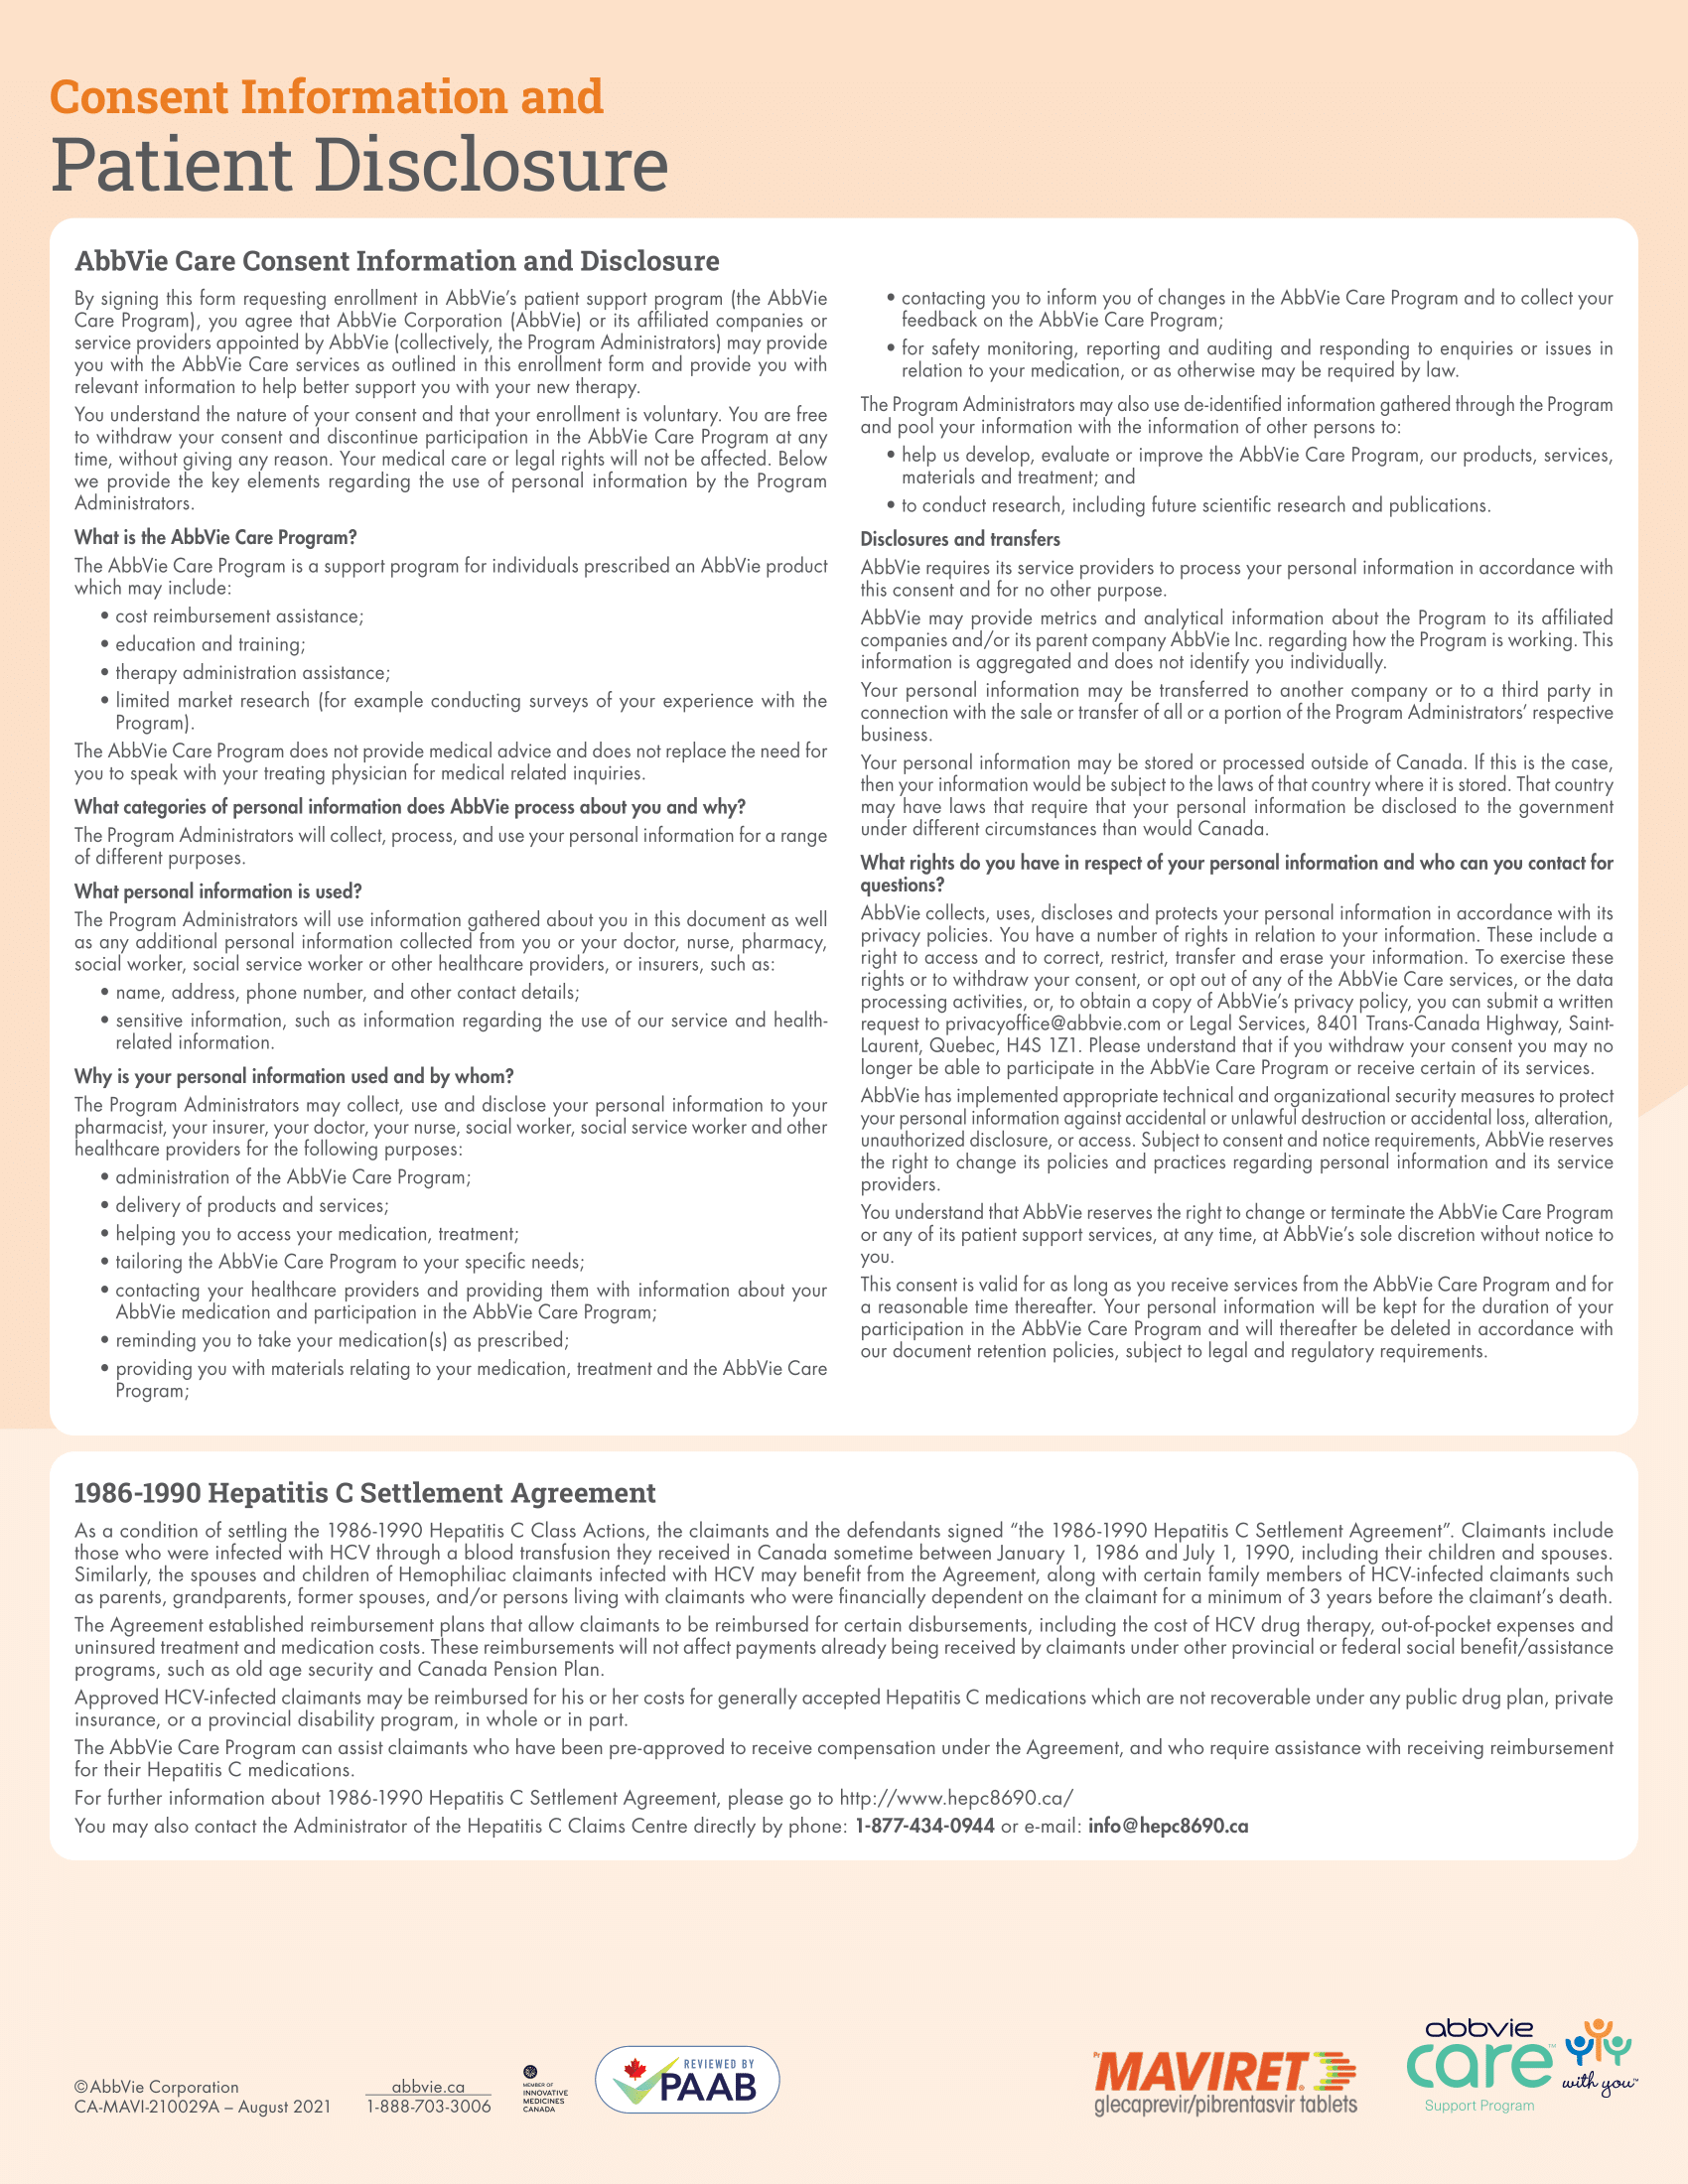 Consent Information and
Patient Disclosure
AbbVie Care Consent Information and Disclosure
By signing this form requesting enrollment in AbbVie's patient support program (the AbbVie
Care Program), you agree that AbbVie Corporation (AbbVie) or its affiliated companies or
service providers appointed by AbbVie (collectively, the Program Administrators) may provide
you with the AbbVie Care services as outlined in this enrollment form and provide you with
relevant information to help better support you with your new therapy.
You understand the nature of your consent and that your enrollment is voluntary. You are free
to withdraw your consent and discontinue participation in the AbbVie Care Program at any
time, without giving any reason. Your medical care or legal rights will not be affected. Below
we provide the key elements regarding the use of personal information by the Program
Administrators.
What is the AbbVie Care Program?
The AbbVie Care Program is a support program for individuals prescribed an AbbVie product
which may include:
• cost reimbursement assistance;
• education and training;
• therapy administration assistance;
• limited market research (for example conducting surveys of your experience with the
Program).
The AbbVie Care Program does not provide medical advice and does not replace the need for
you to speak with your treating physician for medical related inquiries.
What categories of personal information does AbbVie process about you and why?
The Program Administrators will collect, process, and use your personal information for a range
of different purposes.
What personal information is used?
The Program Administrators will use information gathered about you in this document as well
as any additional personal information collected from you or your doctor, nurse, pharmacy,
social worker, social service worker or other healthcare providers, or insurers, such as:
• name, address, phone number, and other contact details;
• sensitive information, such as information regarding the use of our service and health-
related information.
Why is your personal information used and by whom?
The Program Administrators may collect, use and disclose your personal information to your
pharmacist, your insurer, your doctor, your nurse, social worker, social service worker and other
healthcare providers for the following purposes:
• administration of the AbbVie Care Program;
• delivery of products and services;
• helping you to access your medication, treatment;
• tailoring the AbbVie Care Program to your specific needs;
• contacting your healthcare providers and providing them with information about your
AbbVie medication and participation in the AbbVie Care Program;
• reminding you to take your medication(s) as prescribed;
• providing you with materials relating to your medication, treatment and the AbbVie Care
Program;
• contacting you to inform you of changes in the AbbVie Care Program and to collect your
feedback on the AbbVie Care Program;
• for safety monitoring, reporting and auditing and responding to enquiries or issues in
relation to your medication, or as otherwise may be required by law.
The Program Administrators may also use de-identified information gathered through the Program
and pool your information with the information of other persons to:
• help us develop, evaluate or improve the AbbVie Care Program, our products, services,
materials and treatment; and
• to conduct research, including future scientific research and publications.
Disclosures and transfers
AbbVie requires its service providers to process your personal information in accordance with
this consent and for no other purpose.
AbbVie may provide metrics and analytical information about the Program to its affiliated
companies and/or its parent company AbbVie Inc. regarding how the Program is working. This
information is aggregated and does not identify you individually.
Your personal information may be transferred to another company or to a third party in
connection with the sale or transfer of all or a portion of the Program Administrators' respective
business.
Your personal information may be stored or processed outside of Canada. If this is the case,
then your information would be subject to the laws of that country where it is stored. That country
may have laws that require that your personal information be disclosed to the government
under different circumstances than would Canada.
What rights do you have in respect of your personal information and who can you contact for
questions?
AbbVie collects, uses, discloses and protects your personal information in accordance with its
privacy policies. You have a number of rights in relation to your information. These include a
right to access and to correct, restrict, transfer and erase your information. To exercise these
rights or to withdraw your consent, or opt out of any of the AbbVie Care services, or the data
processing activities, or, to obtain a copy of AbbVie's privacy policy, you can submit a written
request to privacyoffice@abbvie.com or Legal Services, 8401 Trans-Canada Highway, Saint-
Laurent, Quebec, H4S 1Z1. Please understand that if you withdraw your consent you may no
longer be able to participate in the AbbVie Care Program or receive certain of its services.
AbbVie has implemented appropriate technical and organizational security measures to protect
your personal information against accidental or unlawful destruction or accidental loss, alteration,
unauthorized disclosure, or access. Subject to consent and notice requirements, AbbVie reserves
the right to change its policies and practices regarding personal information and its service
providers.
You understand that AbbVie reserves the right to change or terminate the AbbVie Care Program
or any of its patient support services, at any time, at AbbVie's sole discretion without notice to
you.
This consent is valid for as long as you receive services from the AbbVie Care Program and for
a reasonable time thereafter. Your personal information will be kept for the duration of your
participation in the AbbVie Care Program and will thereafter be deleted in accordance with
our document retention policies, subject to legal and regulatory requirements.
1986-1990 Hepatitis C Settlement Agreement
As a condition of settling the 1986-1990 Hepatitis C Class Actions, the claimants and the defendants signed "the 1986-1990 Hepatitis C Settlement Agreement". Claimants include
those who were infected with HCV through a blood transfusion they received in Canada sometime between January 1, 1986 and July 1, 1990, including their children and spouses.
Similarly, the spouses and children of Hemophiliac claimants infected with HCV may benefit from the Agreement, along with certain family members of HCV-infected claimants such
as parents, grandparents, former spouses, and/or persons living with claimants who were financially dependent on the claimant for a minimum of 3 years before the claimant's death.
The Agreement established reimbursement plans that allow claimants to be reimbursed for certain disbursements, including the cost of HCV drug therapy, out-of-pocket expenses and
uninsured treatment and medication costs. These reimbursements will not affect payments already being received by claimants under other provincial or federal social benefit/assistance
programs, such as old age security and Canada Pension Plan.
Approved HCV-infected claimants may be reimbursed for his or her costs for generally accepted Hepatitis C medications which are not recoverable under any public drug plan, private
insurance, or a provincial disability program, in whole or in part.
The AbbVie Care Program can assist claimants who have been pre-approved to receive compensation under the Agreement, and who require assistance with receiving reimbursement
for their Hepatitis C medications.
For further information about 1986-1990 Hepatitis C Settlement Agreement, please go to http://www.hepc8690.ca/
You may also contact the Administrator of the Hepatitis C Claims Centre directly by phone: 1-877-434-0944 or e-mail: info@hepc8690.ca
© AbbVie Corporation
CA-MAVI-210029A – August 2021
abbvie.ca
1-888-703-3006
MEMBER OF
INNOVATIVE
MEDICINES
CANADA
REVIEWED BY
PAAB
Pr MAVIRET®
glecaprevir/pibrentasvir tablets
abbvie
care™
Support Program
with you™